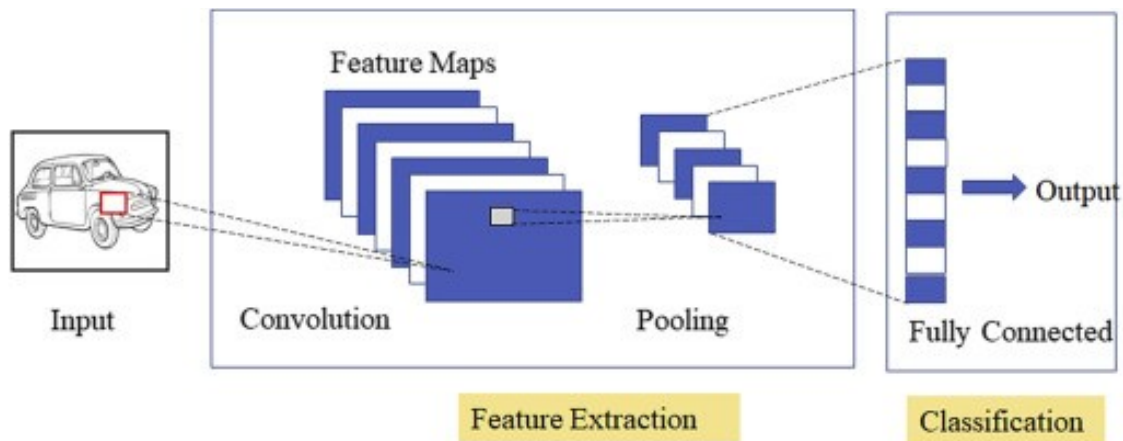 Feature Maps
Input
Convolution
Pooling
Fully Connected
Output
Feature Extraction
Classification